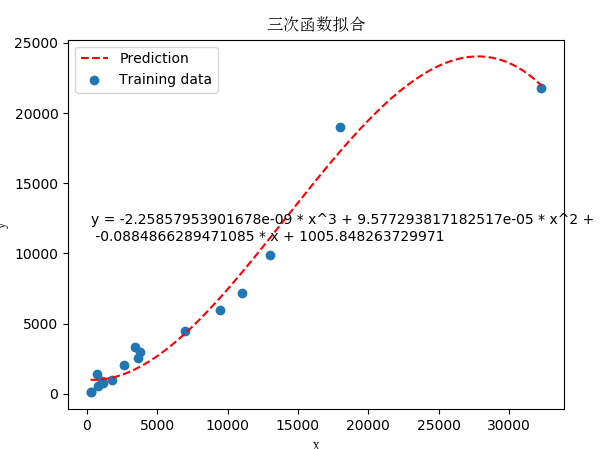 三次函数拟合
25000
20000
15000
10000
5000
0
y
Prediction
Training data
y = -2.25857953901678e-09 * x^3 + 9.577293817182517e-05 * x^2 +
-0.0884866289471085 * x + 1005.848263729971
0 5000 10000 15000 20000 25000 30000
x